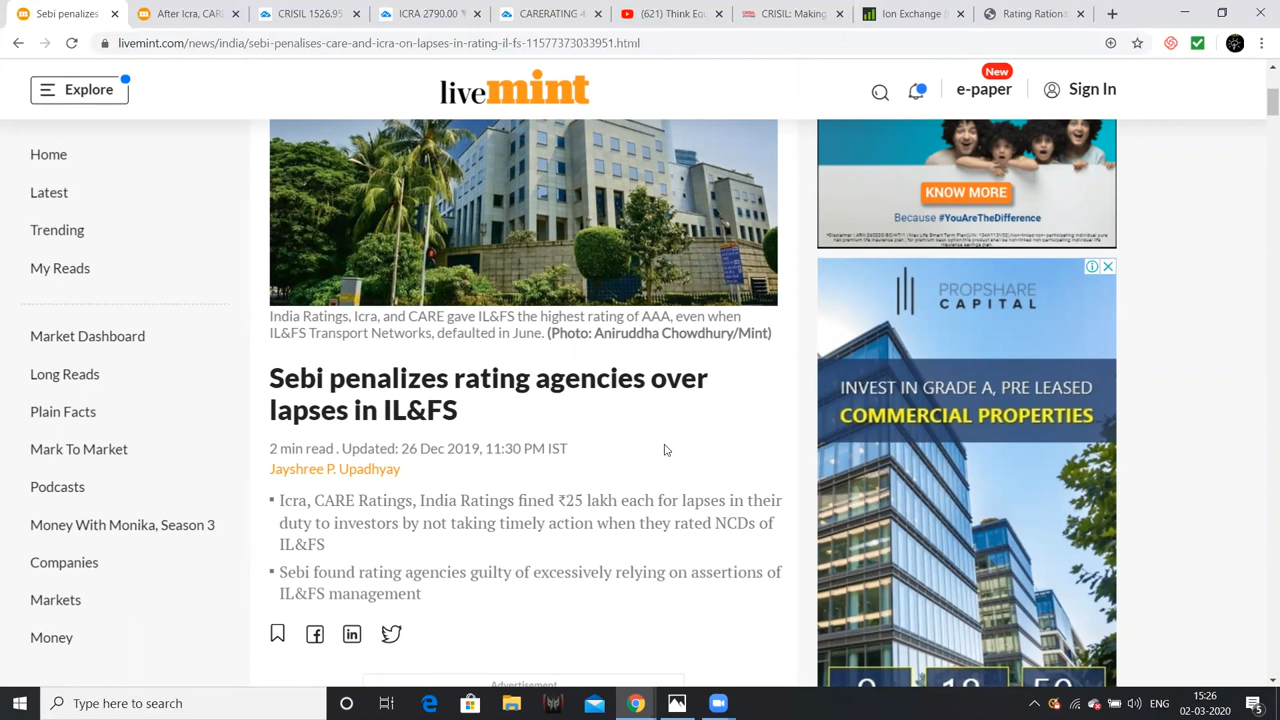 Sebi penalizes
After Icra, CARE
CRISIL 1526.95
ICRA 2790.00
CARERATING
(621) Think Eq
CRISIL: Making
Ion Exchange
Rating Rationa
livemint.com/news/india/sebi-penalises-care-and-icra-on-lapses-in-rating-il-fs-11577373033951.html
Explore
livemint
New
e-paper
Sign In
Home
Latest
Trending
My Reads
Market Dashboard
Long Reads
Plain Facts
Mark To Market
Podcasts
Money With Monika, Season 3
Companies
Markets
Money
India Ratings, Icra, and CARE gave IL&FS the highest rating of AAA, even when
IL&FS Transport Networks, defaulted in June. (Photo: Aniruddha Chowdhury/Mint)
Sebi penalizes rating agencies over
lapses in IL&FS
2 min read . Updated: 26 Dec 2019, 11:30 PM IST
Jayshree P. Upadhyay
Icra, CARE Ratings, India Ratings fined ₹25 lakh each for lapses in their
duty to investors by not taking timely action when they rated NCDs of
IL&FS
Sebi found rating agencies guilty of excessively relying on assertions of
IL&FS management
Advertisement
KNOW MORE
Because #YouAreTheDifference
PROPSHARE
CAPITAL
INVEST IN GRADE A, PRE LEASED
COMMERCIAL PROPERTIES
Type here to search
ENG
15:26
02-03-2020
5